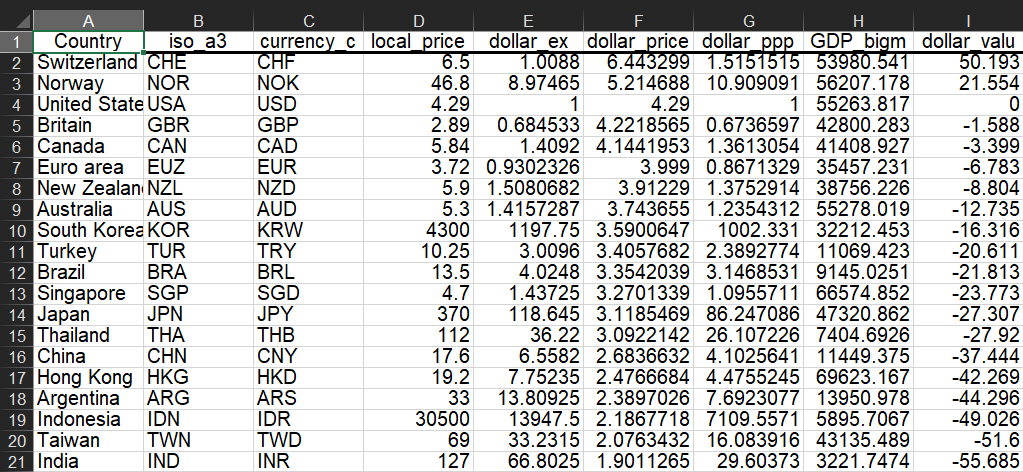 A B C D E F G H I
1 Country iso_a3 currency_c local_price dollar_ex dollar_price dollar_ppp GDP_bigm dollar_valu
2 Switzerland CHE CHF 6.5 1.0088 6.443299 1.5151515 53980.541 50.193
3 Norway NOR NOK 46.8 8.97465 5.214688 10.909091 56207.178 21.554
4 United State USA USD 4.29 1 4.29 1 55263.817 0
5 Britain GBR GBP 2.89 0.684533 4.2218565 0.6736597 42800.283 -1.588
6 Canada CAN CAD 5.84 1.4092 4.1441953 1.3613054 41408.927 -3.399
7 Euro area EUZ EUR 3.72 0.9302326 3.999 0.8671329 35457.231 -6.783
8 New Zealan NZL NZD 5.9 1.5080682 3.91229 1.3752914 38756.226 -8.804
9 Australia AUS AUD 5.3 1.4157287 3.743655 1.2354312 55278.019 -12.735
10 South Korea KOR KRW 4300 1197.75 3.5900647 1002.331 32212.453 -16.316
11 Turkey TUR TRY 10.25 3.0096 3.4057682 2.3892774 11069.423 -20.611
12 Brazil BRA BRL 13.5 4.0248 3.3542039 3.1468531 9145.0251 -21.813
13 Singapore SGP SGD 4.7 1.43725 3.2701339 1.0955711 66574.852 -23.773
14 Japan JPN JPY 370 118.645 3.1185469 86.247086 47320.862 -27.307
15 Thailand THA THB 112 36.22 3.0922142 26.107226 7404.6926 -27.92
16 China CHN CNY 17.6 6.5582 2.6836632 4.1025641 11449.375 -37.444
17 Hong Kong HKG HKD 19.2 7.75235 2.4766684 4.4755245 69623.167 -42.269
18 Argentina ARG ARS 33 13.80925 2.3897026 7.6923077 13950.978 -44.296
19 Indonesia IDN IDR 30500 13947.5 2.1867718 7109.5571 5895.7067 -49.026
20 Taiwan TWN TWD 69 33.2315 2.0763432 16.083916 43135.489 -51.6
21 India IND INR 127 66.8025 1.9011265 29.60373 3221.7474 -55.685